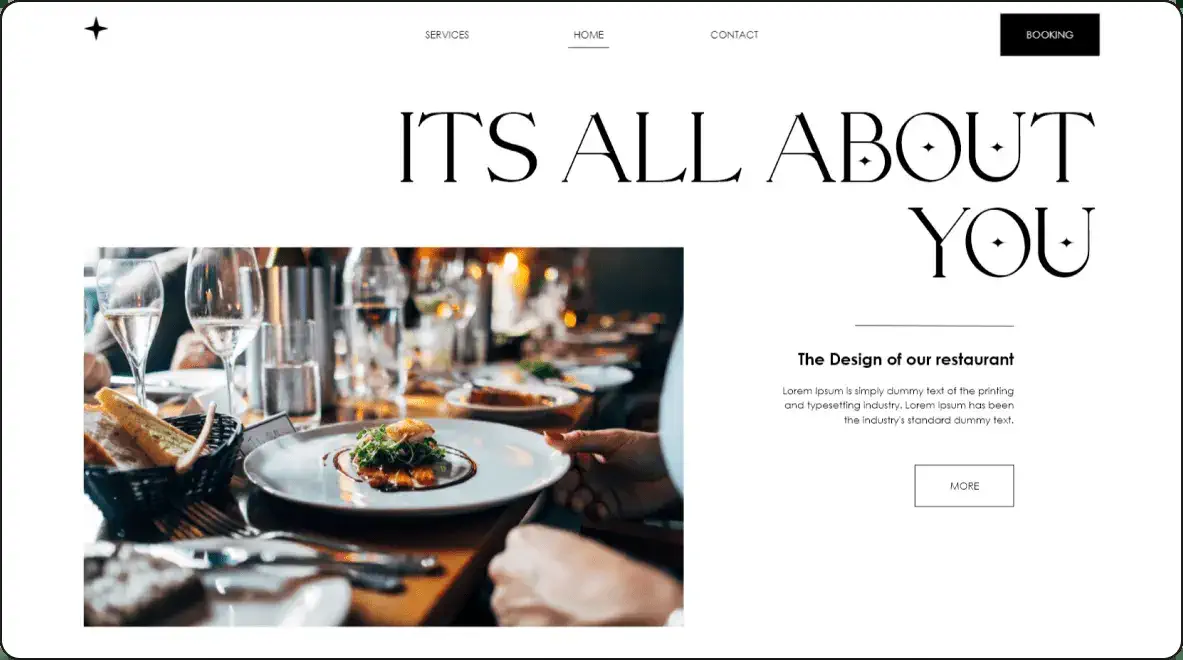 SERVICES
HOME
CONTACT
BOOKING
ITS ALL ABOUT
YOU
The Design of our restaurant
Lorem Ipsum is simply dummy text of the printing
and typesetting industry. Lorem Ipsum has been
the industry's standard dummy text.
MORE